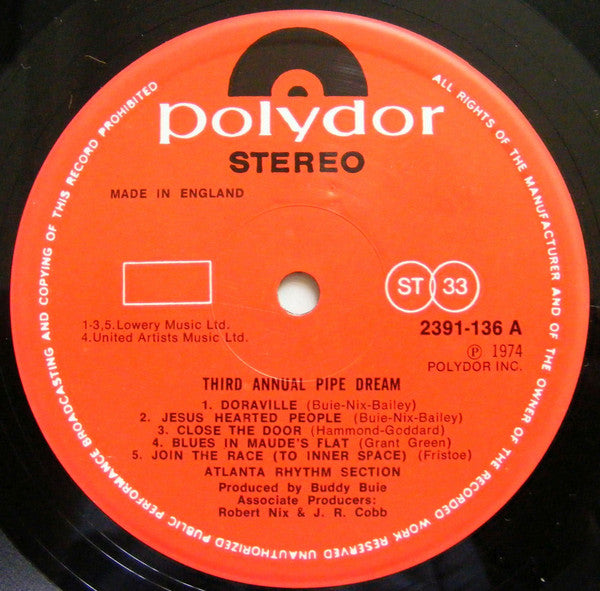 polydor
STEREO
MADE IN ENGLAND
ST 33
2391-136 A
℗ 1974
POLYDOR INC.
1-3,5.Lowery Music Ltd.
4.United Artists Music Ltd.
THIRD ANNUAL PIPE DREAM
1. DORAVILLE (Buie-Nix-Bailey)
2. JESUS HEARTED PEOPLE (Buie-Nix-Bailey)
3. CLOSE THE DOOR (Hammond-Goddard)
4. BLUES IN MAUDE'S FLAT (Grant Green)
5. JOIN THE RACE (TO INNER SPACE) (Fristoe)
ATLANTA RHYTHM SECTION
Produced by Buddy Buie
Associate Producers:
Robert Nix & J. R. Cobb
ALL RIGHTS OF THE MANUFACTURER AND OF THE OWNER OF THE RECORDED WORK RESERVED UNAUTHORIZED PUBLIC PERFORMANCE BROADCASTING AND COPYING OF THIS RECORD PROHIBITED